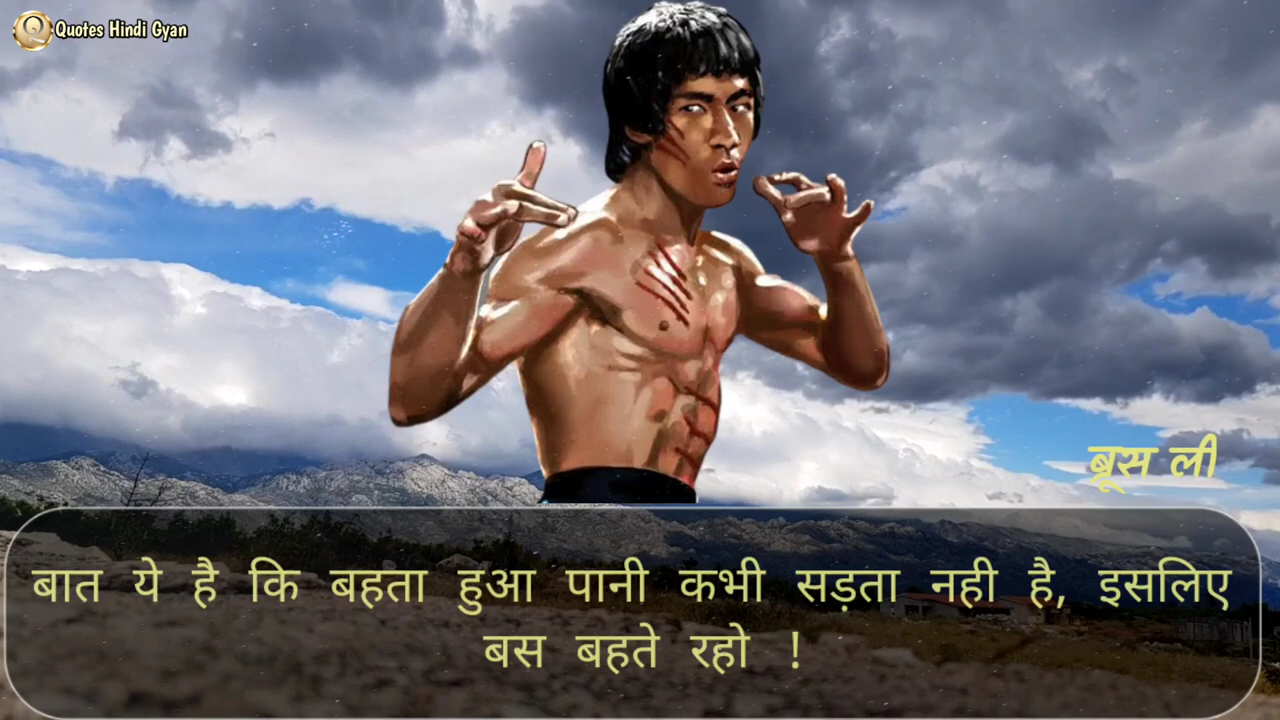 Quotes Hindi Gyan
ब्रूस ली
बात ये है कि बहता हुआ पानी कभी सड़ता नही है, इसलिए
बस बहते रहो !